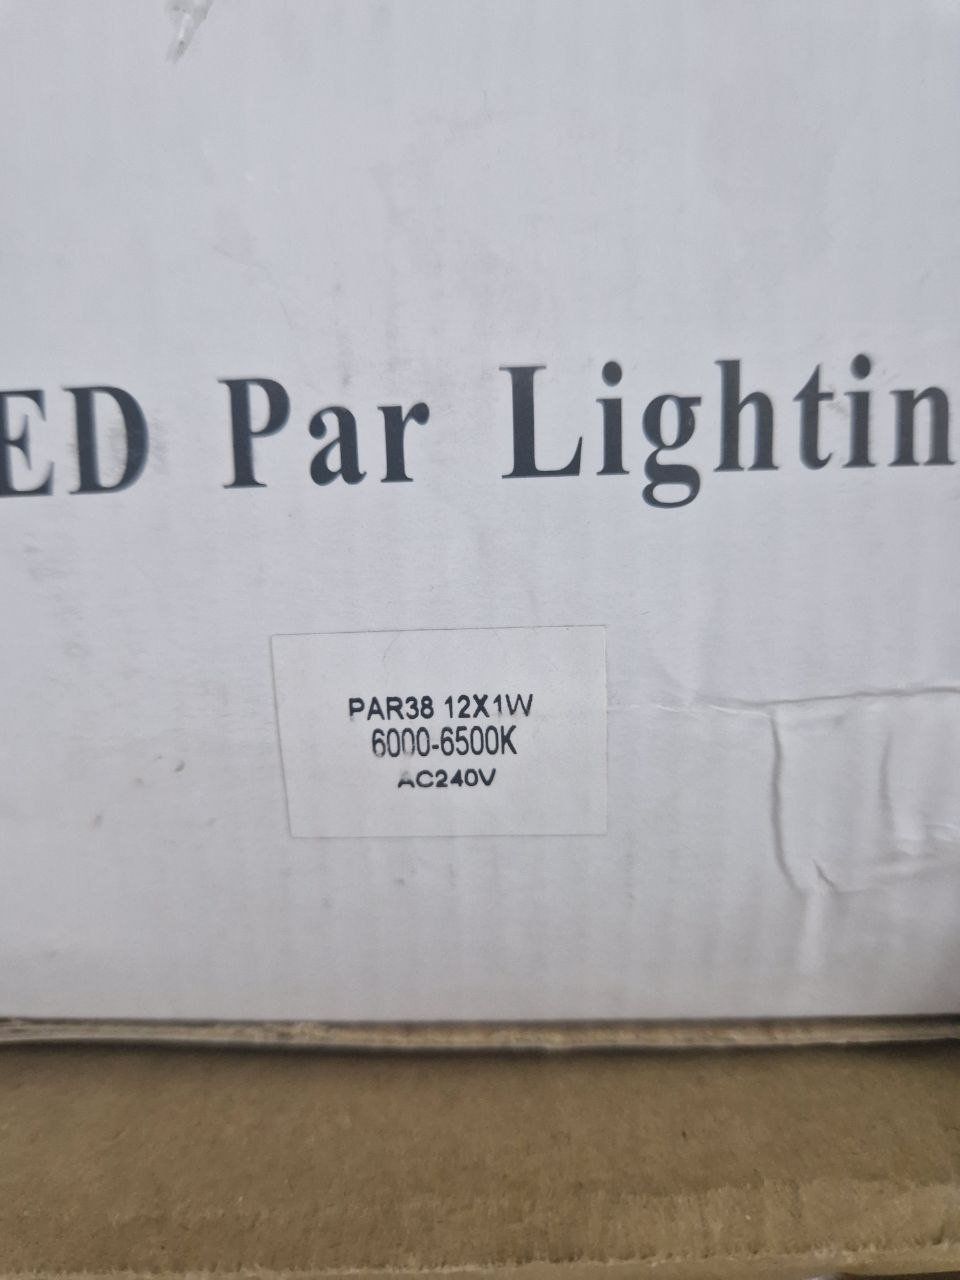 ED Par Lightin
PAR38 12X1W
6000-6500K
AC240V